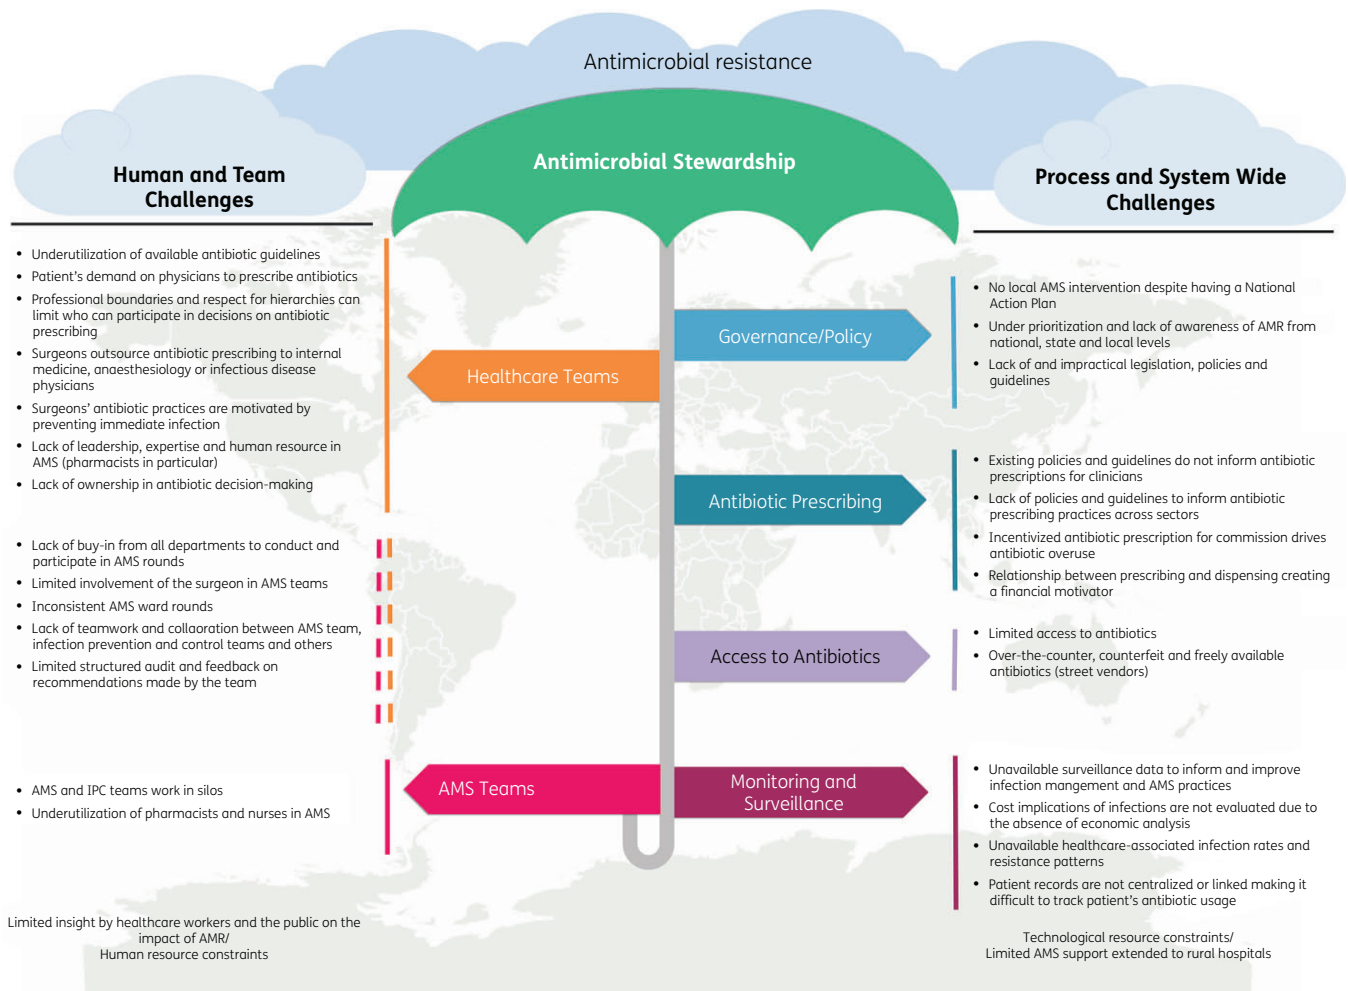 Antimicrobial resistance
Antimicrobial Stewardship
Human and Team
Challenges
• Underutilization of available antibiotic guidelines
• Patient's demand on physicians to prescribe antibiotics
• Professional boundaries and respect for hierarchies can
limit who can participate in decisions on antibiotic
prescribing
• Surgeons outsource antibiotic prescribing to internal
medicine, anaesthesiology or infectious disease
physicians
• Surgeons' antibiotic practices are motivated by
preventing immediate infection
• Lack of leadership, expertise and human resource in
AMS (pharmacists in particular)
• Lack of ownership in antibiotic decision-making
• Lack of buy-in from all departments to conduct and
participate in AMS rounds
• Limited involvement of the surgeon in AMS teams
• Inconsistent AMS ward rounds
• Lack of teamwork and collaoration between AMS team,
infection prevention and control teams and others
• Limited structured audit and feedback on
recommendations made by the team
• AMS and IPC teams work in silos
• Underutilization of pharmacists and nurses in AMS
Limited insight by healthcare workers and the public on the
impact of AMR/
Human resource constraints
Healthcare Teams
AMS Teams
Governance/Policy
Antibiotic Prescribing
Access to Antibiotics
Monitoring and
Surveillance
Process and System Wide
Challenges
• No local AMS intervention despite having a National
Action Plan
• Under prioritization and lack of awareness of AMR from
national, state and local levels
• Lack of and impractical legislation, policies and
guidelines
• Existing policies and guidelines do not inform antibiotic
prescriptions for clinicians
• Lack of policies and guidelines to inform antibiotic
prescribing practices across sectors
• Incentivized antibiotic prescription for commission drives
antibiotic overuse
• Relationship between prescribing and dispensing creating
a financial motivator
• Limited access to antibiotics
• Over-the-counter, counterfeit and freely available
antibiotics (street vendors)
• Unavailable surveillance data to inform and improve
infection mangement and AMS practices
• Cost implications of infections are not evaluated due to
the absence of economic analysis
• Unavailable healthcare-associated infection rates and
resistance patterns
• Patient records are not centralized or linked making it
difficult to track patient's antibiotic usage
Technological resource constraints/
Limited AMS support extended to rural hospitals